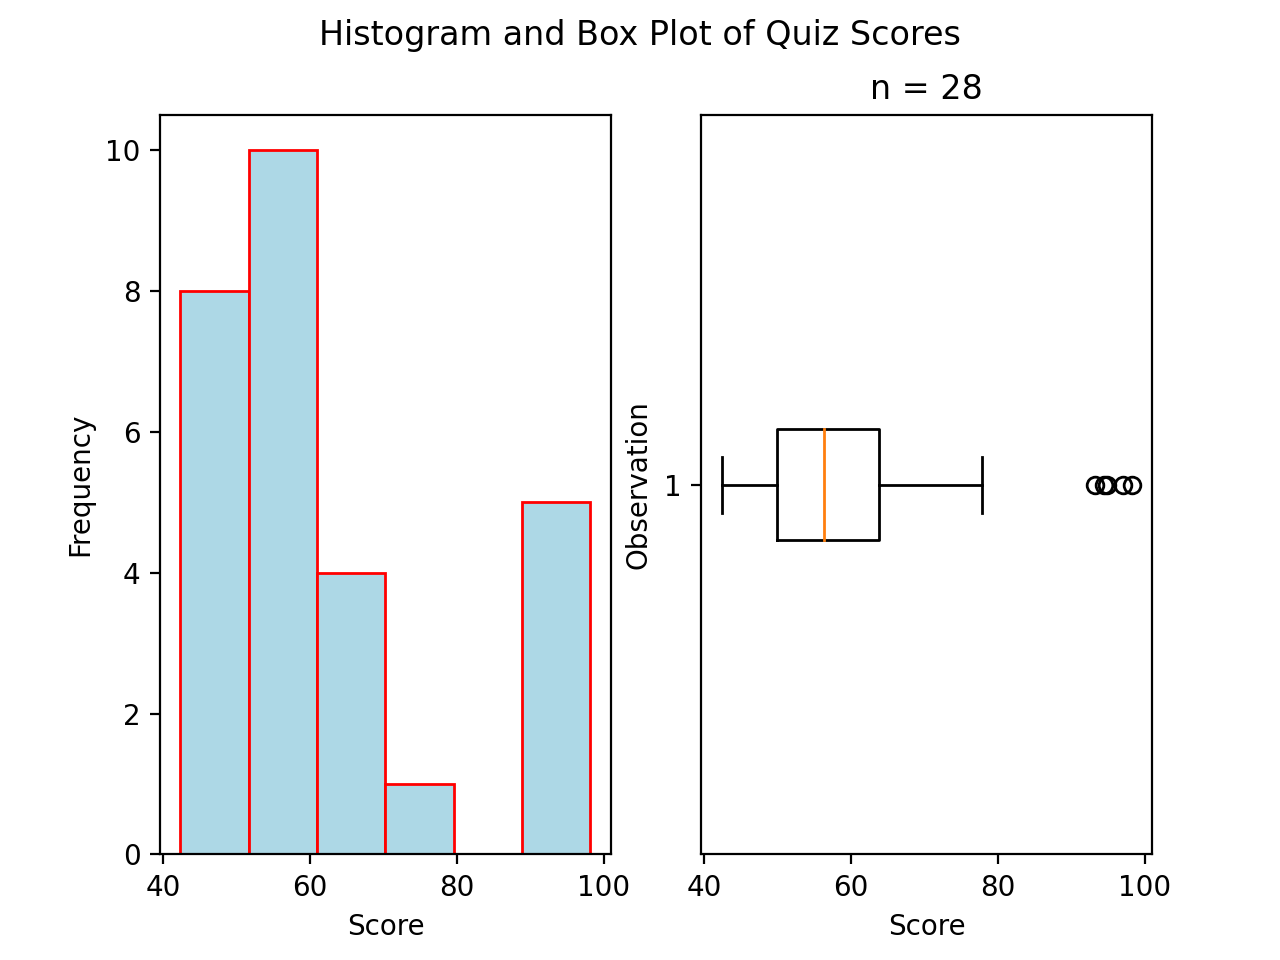 Histogram and Box Plot of Quiz Scores
10
8
6
4
2
0
Frequency
40 60 80 100
Score
n = 28
Observation
1
40 60 80 100
Score